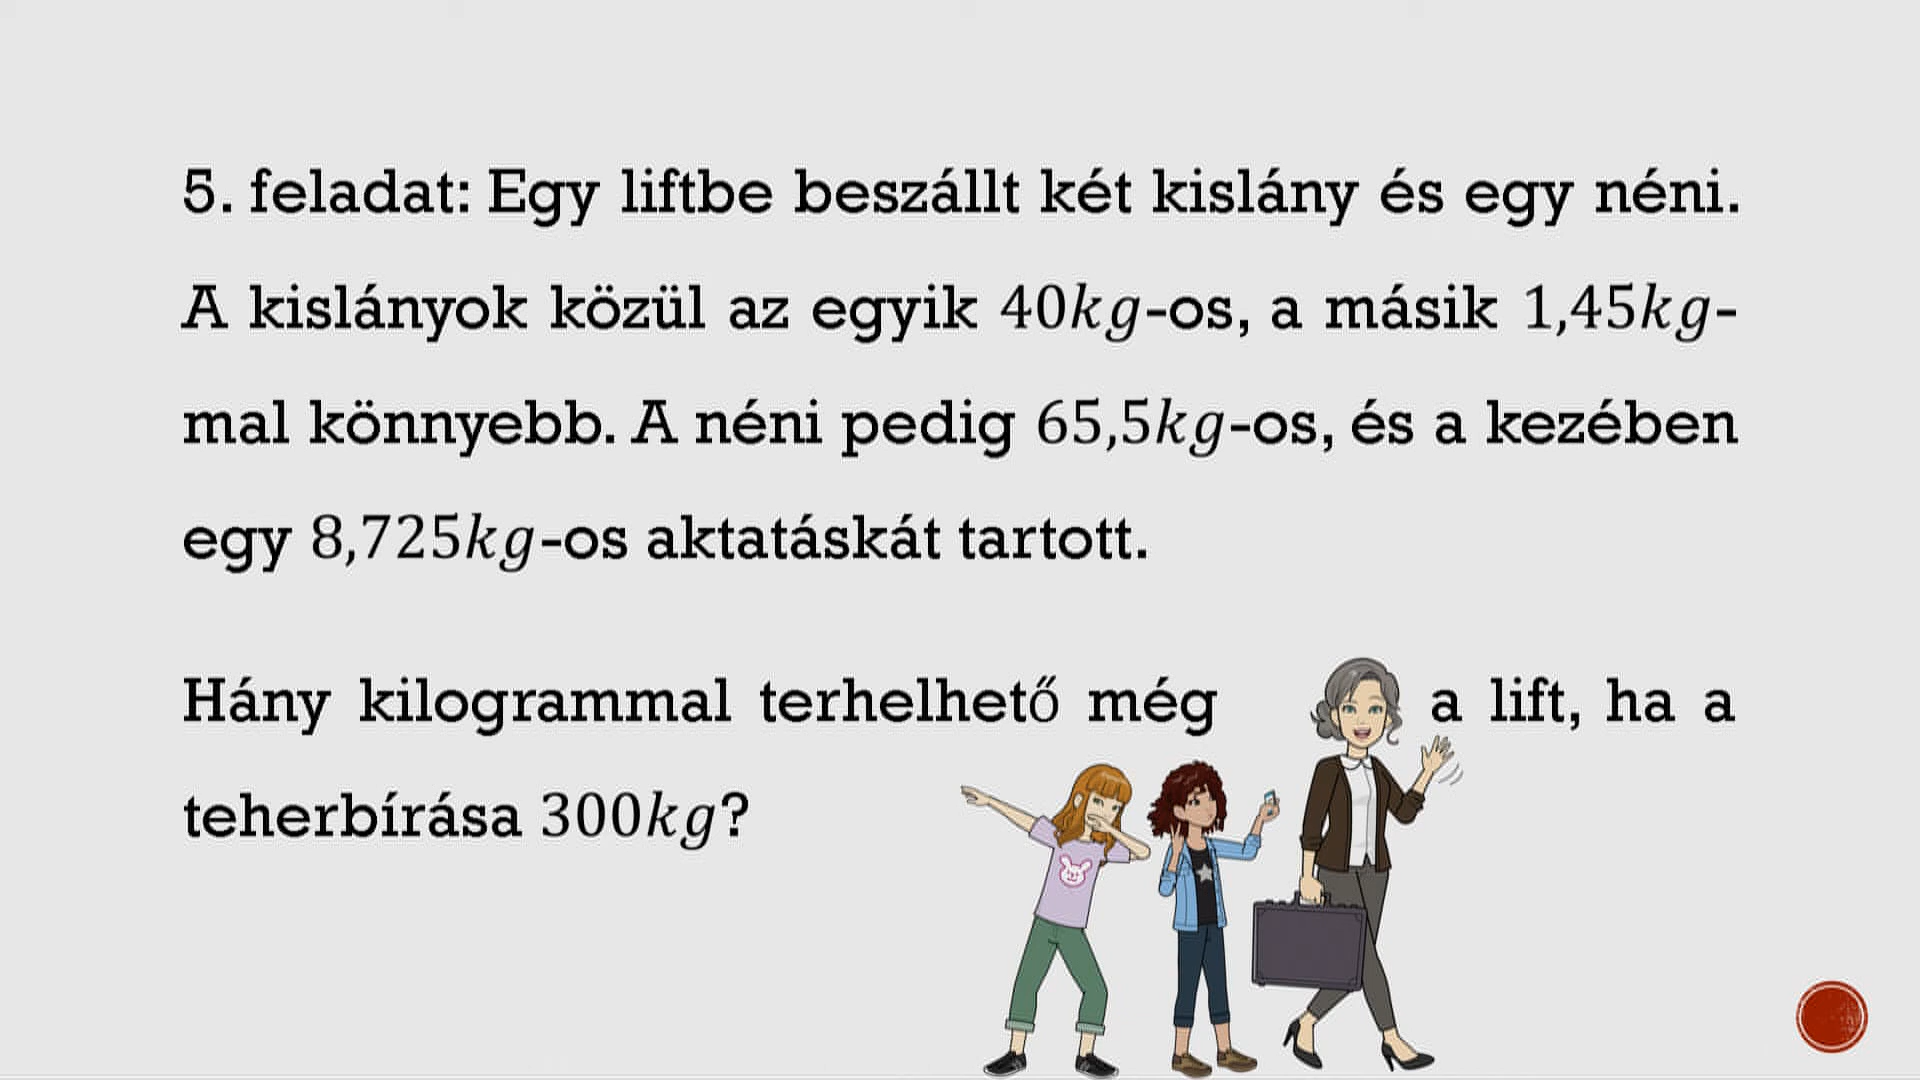 5. feladat: Egy liftbe beszállt két kislány és egy néni.
A kislányok közül az egyik 40kg-os, a másik 1,45kg-
mal könnyebb. A néni pedig 65,5kg-os, és a kezében
egy 8,725kg-os aktatáskát tartott.
Hány kilogrammal terhelhető még a lift, ha a
teherbírása 300kg?